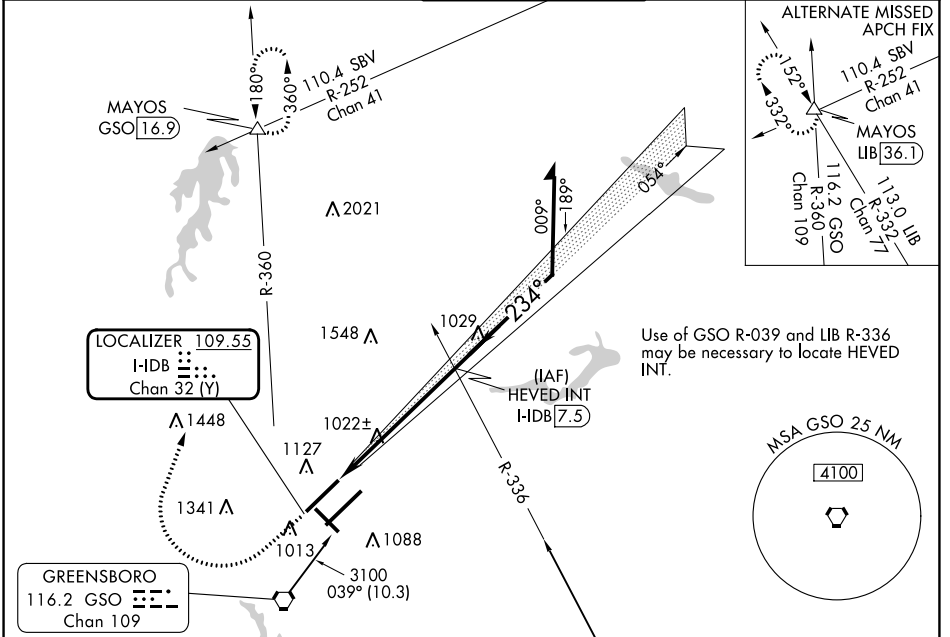 180°
360°
110.4 SBV
R-252
Chan 41
MAYOS
GSO 16.9
ALTERNATE MISSED
APCH FIX
152°
332°
110.4 SBV
R-252
Chan 41
MAYOS
LIB 36.1
116.2 GSO
R-360
Chan 109
113.0 LIB
R-332
Chan 77
2021
009°
189°
054°
R-360
234°
1548
1029
Use of GSO R-039 and LIB R-336
may be necessary to locate HEVED
INT.
LOCALIZER 109.55
I-IDB
Chan 32 (Y)
(IAF)
HEVED INT
I-IDB 7.5
1448
1022±
1127
R-336
MSA GSO 25 NM
4100
1341
1013
1088
3100
039° (10.3)
GREENSBORO
116.2 GSO
Chan 109